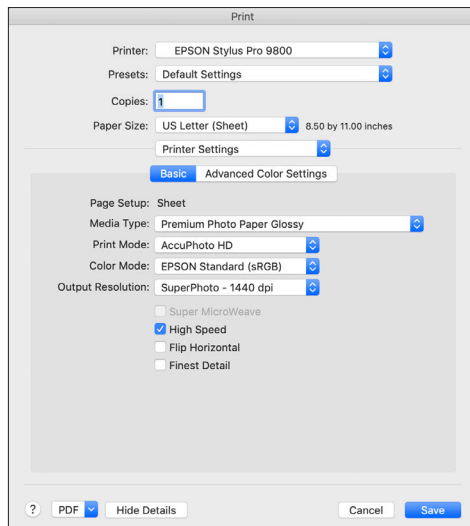 Print
Printer: EPSON Stylus Pro 9800
Presets: Default Settings
Copies: 1
Paper Size: US Letter (Sheet) 8.50 by 11.00 inches
Printer Settings
Basic Advanced Color Settings
Page Setup: Sheet
Media Type: Premium Photo Paper Glossy
Print Mode: AccuPhoto HD
Color Mode: EPSON Standard (sRGB)
Output Resolution: SuperPhoto - 1440 dpi
Super MicroWeave
High Speed
Flip Horizontal
Finest Detail
? PDF Hide Details Cancel Save